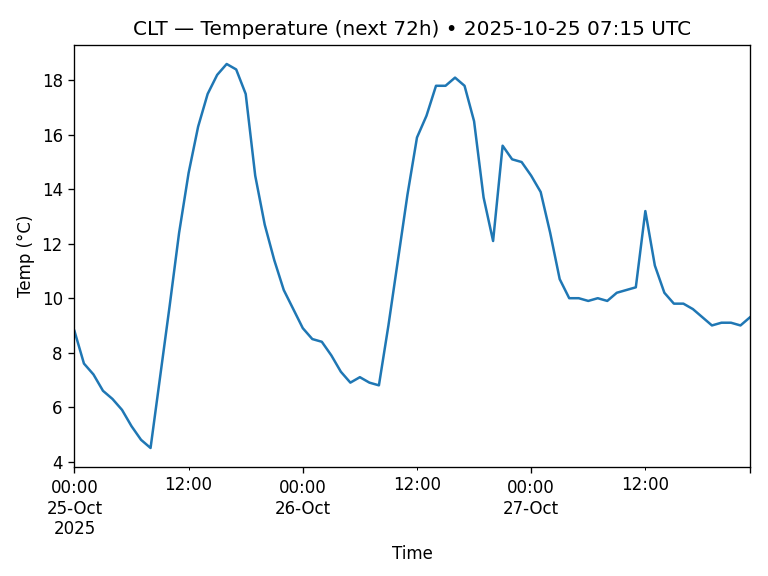 CLT — Temperature (next 72h) • 2025-10-25 07:15 UTC
Temp (°C)
18
16
14
12
10
8
6
4
00:00 12:00 00:00 12:00 00:00 12:00
25-Oct 26-Oct 27-Oct
2025
Time